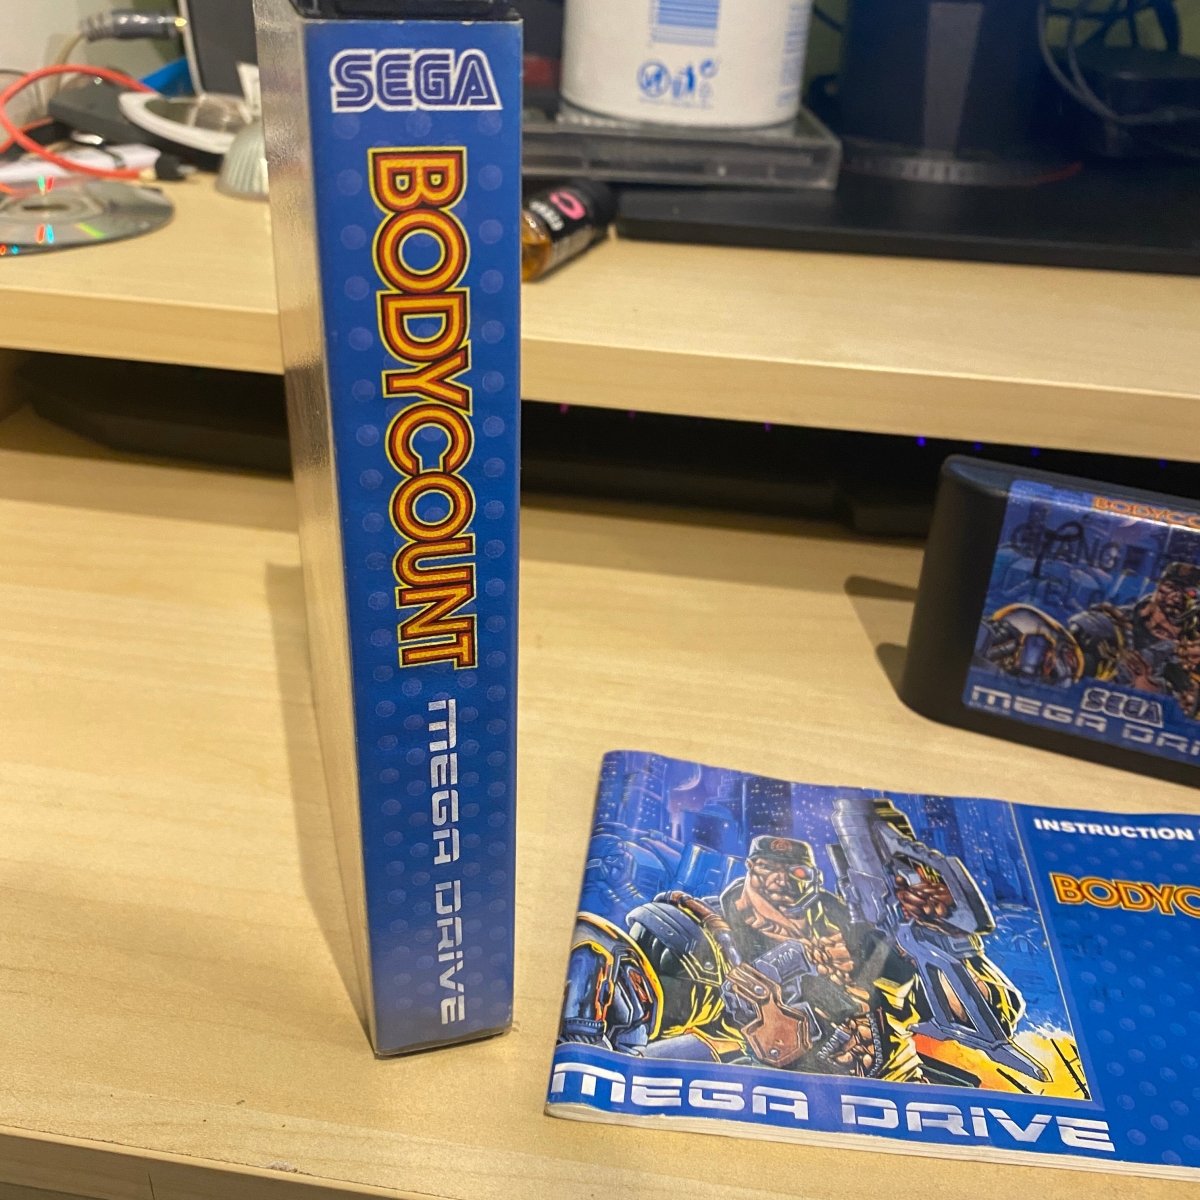 SEGA
BODYCOUNT
MEGA DRIVE
BODYCO
SEGA
MEGA DRI
INSTRUCTION
BODYC
MEGA DRIVE